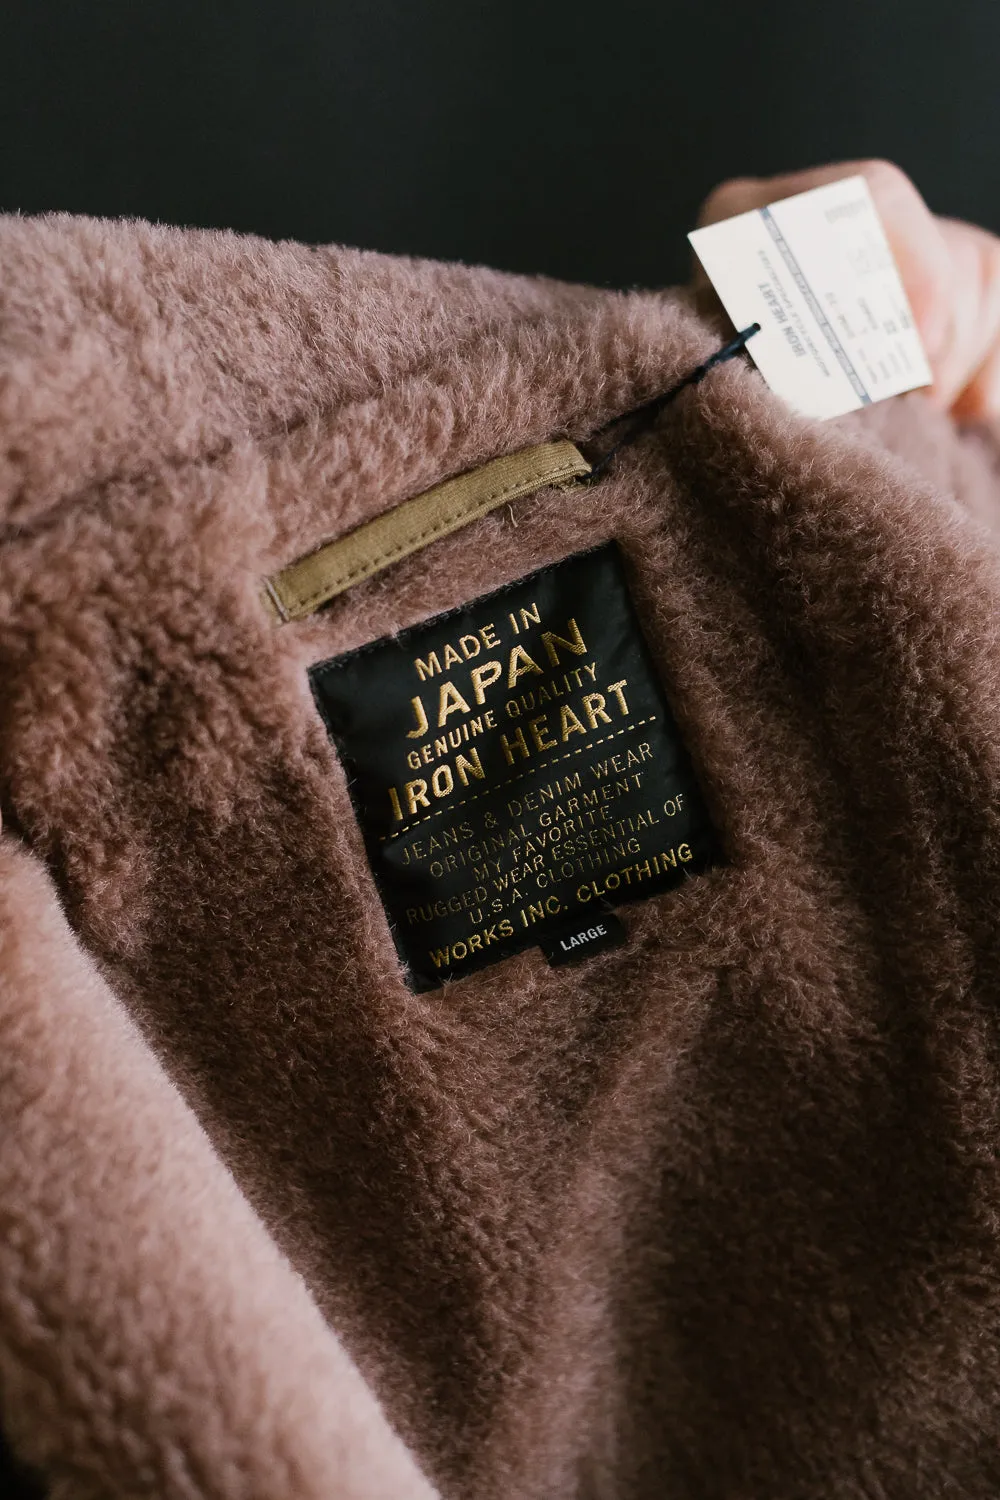 MADE IN
JAPAN
GENUINE QUALITY
IRON HEART
JEANS & DENIM WEAR
ORIGINAL GARMENT
MY FAVORITE
RUGGED WEAR ESSENTIAL OF
U.S.A. CLOTHING
WORKS INC. CLOTHING
LARGE
IRON HEART